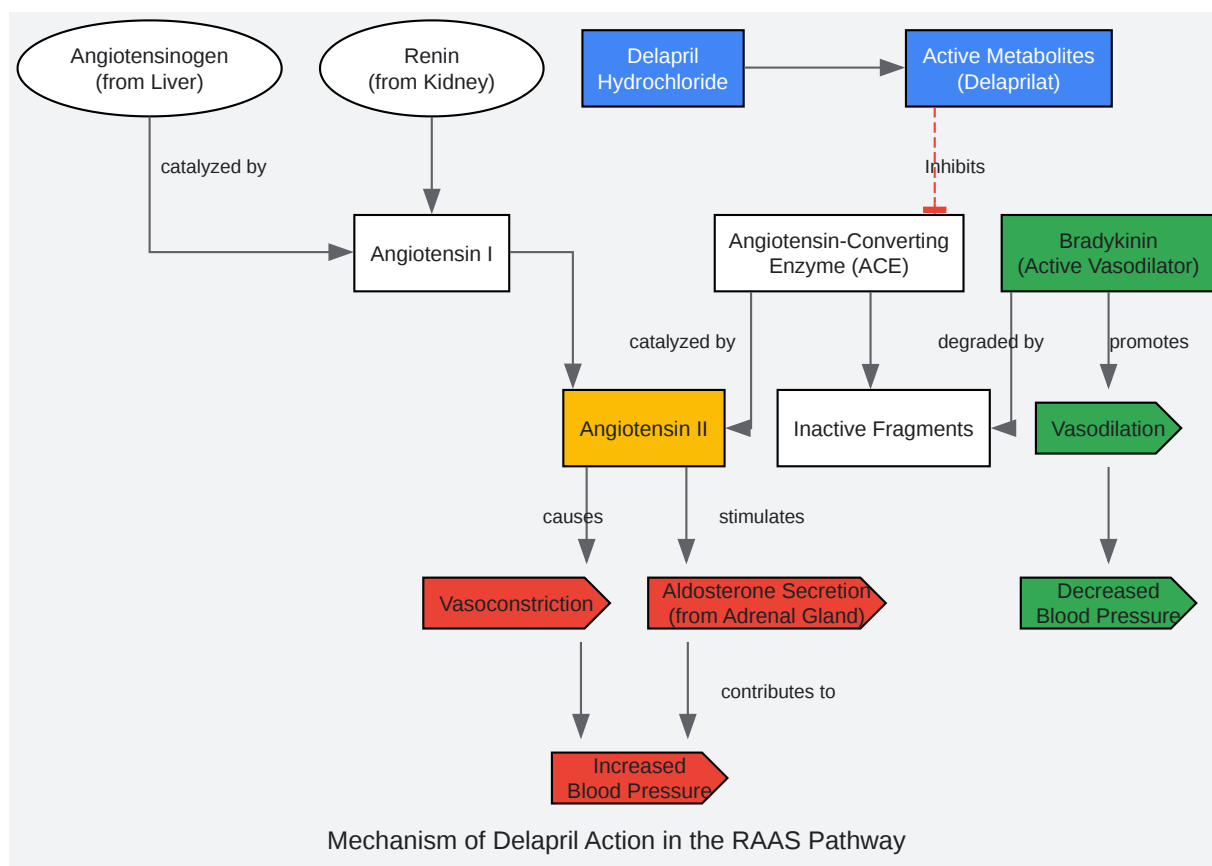 Angiotensinogen
(from Liver)
Renin
(from Kidney)
Delapril
Hydrochloride
Active Metabolites
(Delaprilat)
catalyzed by
Inhibits
Angiotensin I
Angiotensin-Converting
Enzyme (ACE)
Bradykinin
(Active Vasodilator)
catalyzed by
degraded by
promotes
Angiotensin II
Inactive Fragments
Vasodilation
causes
stimulates
Vasoconstriction
Aldosterone Secretion
(from Adrenal Gland)
Decreased
Blood Pressure
contributes to
Increased
Blood Pressure
Mechanism of Delapril Action in the RAAS Pathway